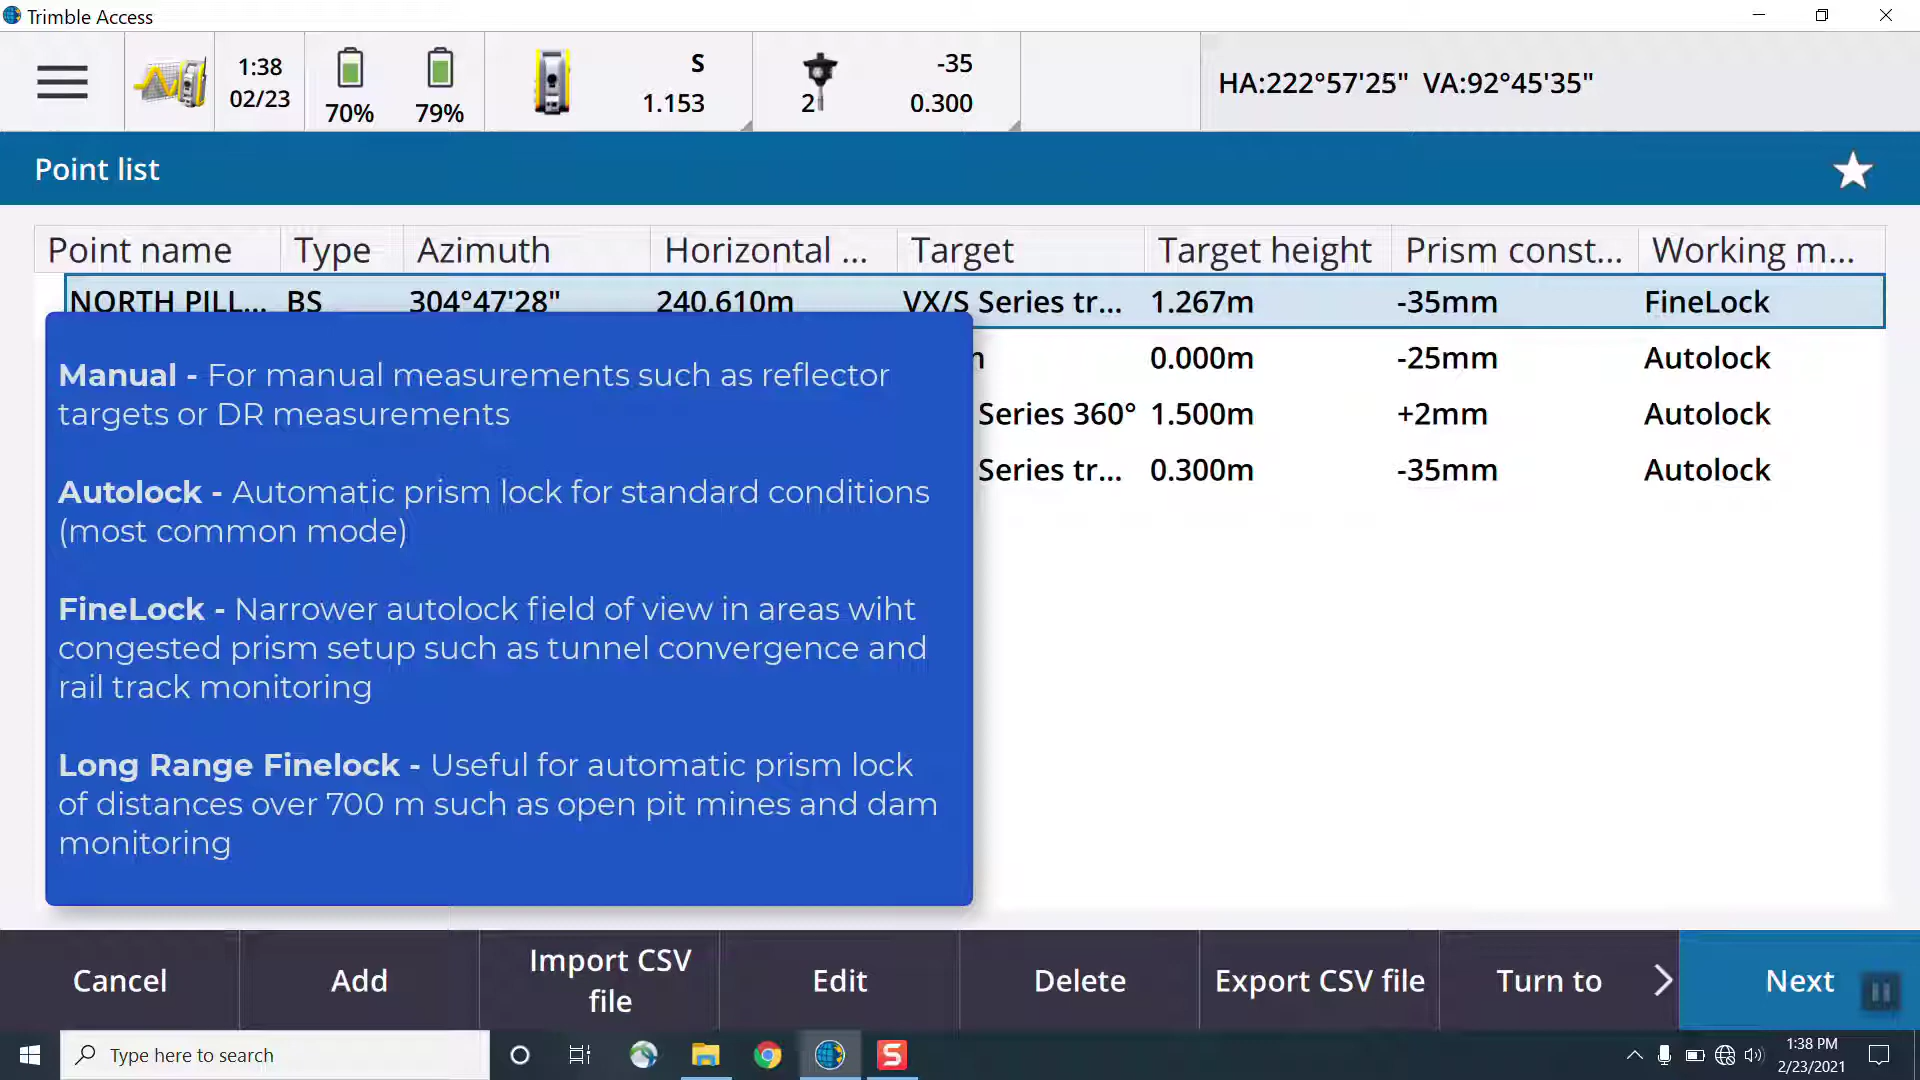 Trimble Access
1:38
02/23
70%
79%
S
1.153
2
-35
0.300
HA:222°57'25" VA:92°45'35"
Point list
Point name Type Azimuth Horizontal ... Target Target height Prism const... Working m...
NORTH PILL... BS 304°47'28" 240.610m VX/S Series tr... 1.267m -35mm FineLock
0.000m -25mm Autolock
Series 360° 1.500m +2mm Autolock
Series tr... 0.300m -35mm Autolock
Manual - For manual measurements such as reflector
targets or DR measurements
Autolock - Automatic prism lock for standard conditions
(most common mode)
FineLock - Narrower autolock field of view in areas wiht
congested prism setup such as tunnel convergence and
rail track monitoring
Long Range Finelock - Useful for automatic prism lock
of distances over 700 m such as open pit mines and dam
monitoring
Cancel Add Import CSV
file Edit Delete Export CSV file Turn to Next
Type here to search
S
1:38 PM
2/23/2021